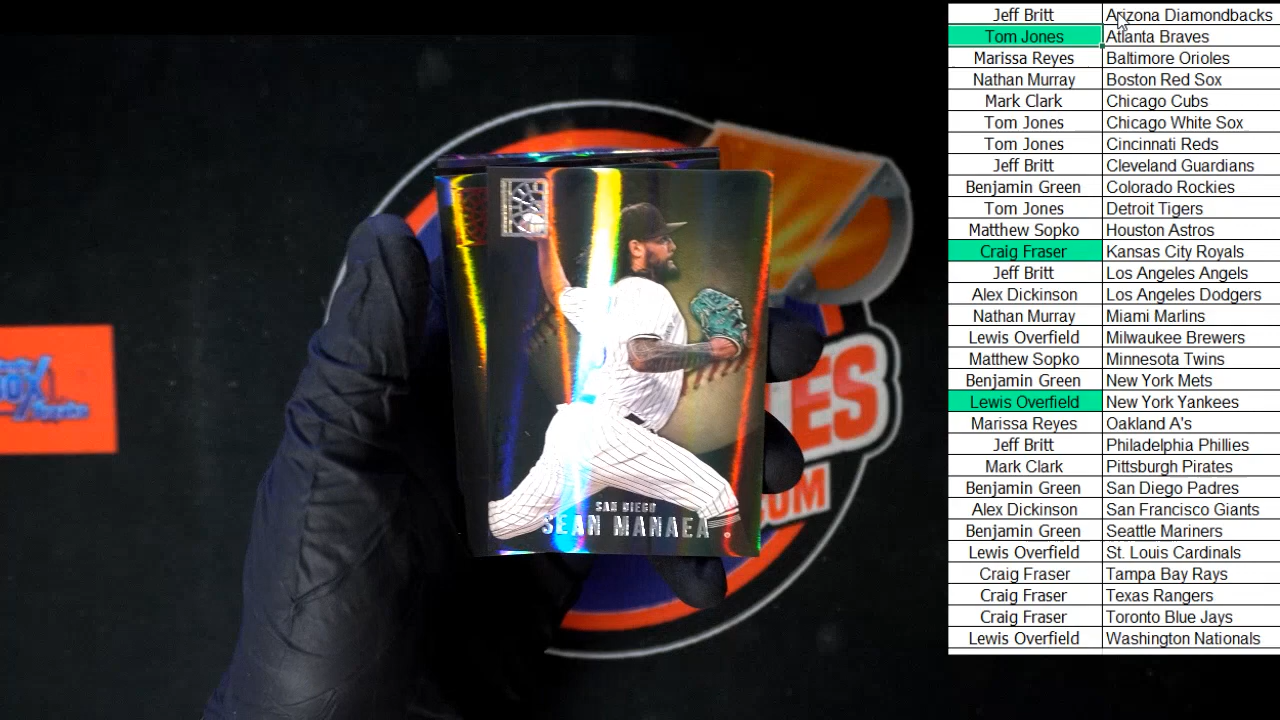 Jeff Britt Arizona Diamondbacks
Tom Jones Atlanta Braves
Marissa Reyes Baltimore Orioles
Nathan Murray Boston Red Sox
Mark Clark Chicago Cubs
Tom Jones Chicago White Sox
Tom Jones Cincinnati Reds
Jeff Britt Cleveland Guardians
Benjamin Green Colorado Rockies
Tom Jones Detroit Tigers
Matthew Sopko Houston Astros
Craig Fraser Kansas City Royals
Jeff Britt Los Angeles Angels
Alex Dickinson Los Angeles Dodgers
Nathan Murray Miami Marlins
Lewis Overfield Milwaukee Brewers
Matthew Sopko Minnesota Twins
Benjamin Green New York Mets
Lewis Overfield New York Yankees
Marissa Reyes Oakland A's
Jeff Britt Philadelphia Phillies
Mark Clark Pittsburgh Pirates
Benjamin Green San Diego Padres
Alex Dickinson San Francisco Giants
Benjamin Green Seattle Mariners
Lewis Overfield St. Louis Cardinals
Craig Fraser Tampa Bay Rays
Craig Fraser Texas Rangers
Craig Fraser Toronto Blue Jays
Lewis Overfield Washington Nationals
SAN DIEGO
SEAN MANAEA